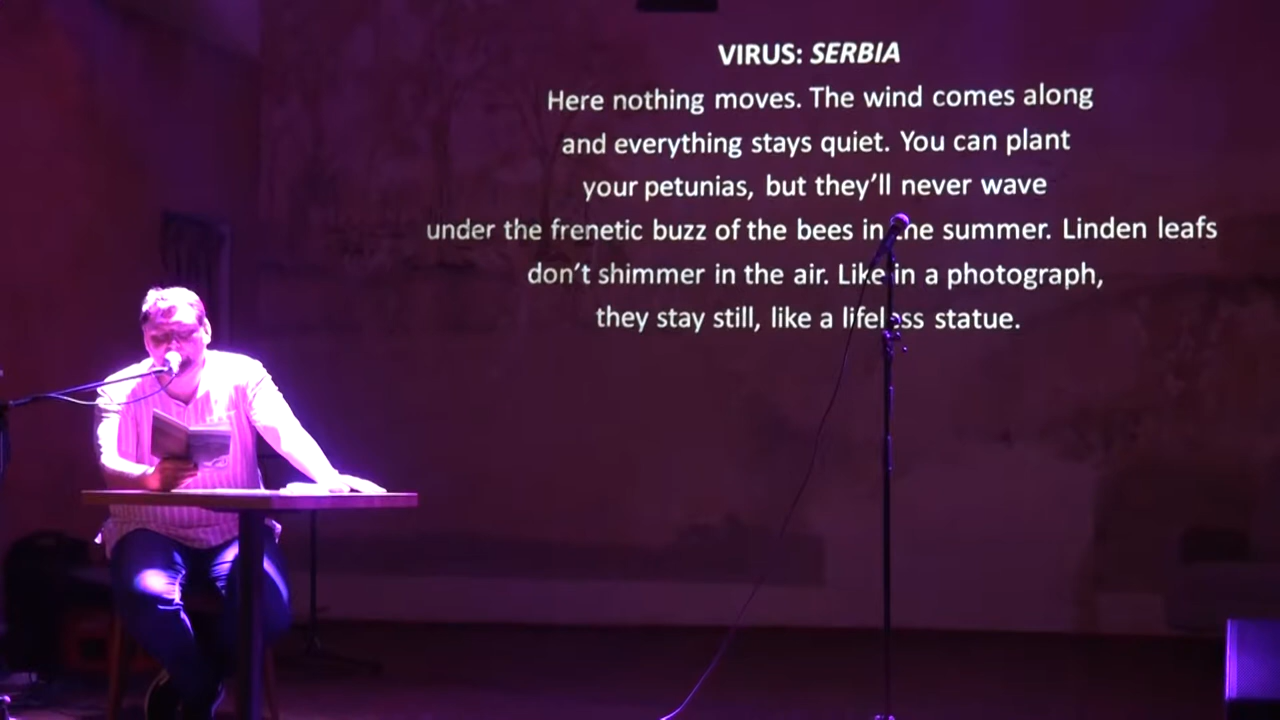 VIRUS: SERBIA
Here nothing moves. The wind comes along
and everything stays quiet. You can plant
your petunias, but they’ll never wave
under the frenetic buzz of the bees in the summer. Linden leafs
don’t shimmer in the air. Like in a photograph,
they stay still, like a lifeless statue.